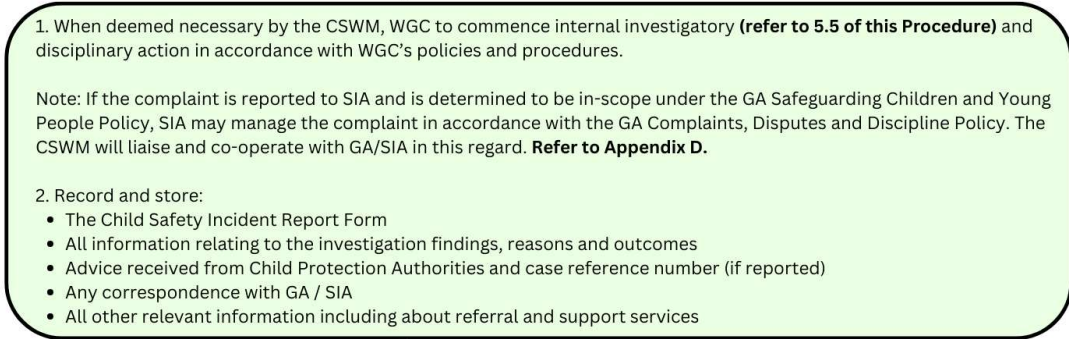 1. When deemed necessary by the CSWM, WGC to commence internal investigatory (refer to 5.5 of this Procedure) and
disciplinary action in accordance with WGC’s policies and procedures.
Note: If the complaint is reported to SIA and is determined to be in-scope under the GA Safeguarding Children and Young
People Policy, SIA may manage the complaint in accordance with the GA Complaints, Disputes and Discipline Policy. The
CSWM will liaise and co-operate with GA/SIA in this regard. Refer to Appendix D.
2. Record and store:
• The Child Safety Incident Report Form
• All information relating to the investigation findings, reasons and outcomes
• Advice received from Child Protection Authorities and case reference number (if reported)
• Any correspondence with GA / SIA
• All other relevant information including about referral and support services